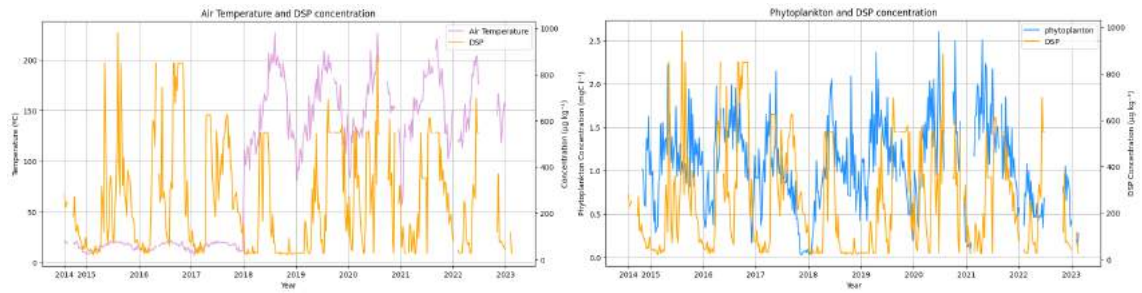 Air Temperature and DSP concentration
Air Temperature
DSP
Temperature (ºC)
200
150
100
50
0
Concentration (µg kg⁻¹)
1000
800
600
400
200
0
2014 2015 2016 2017 2018 2019 2020 2021 2022 2023
Year
Phytoplankton and DSP concentration
phytoplanton
DSP
Phytoplankton Concentration (mgC l⁻¹)
2.5
2.0
1.5
1.0
0.5
0.0
DSP Concentration (µg kg⁻¹)
1000
800
600
400
200
0
2014 2015 2016 2017 2018 2019 2020 2021 2022 2023
Year